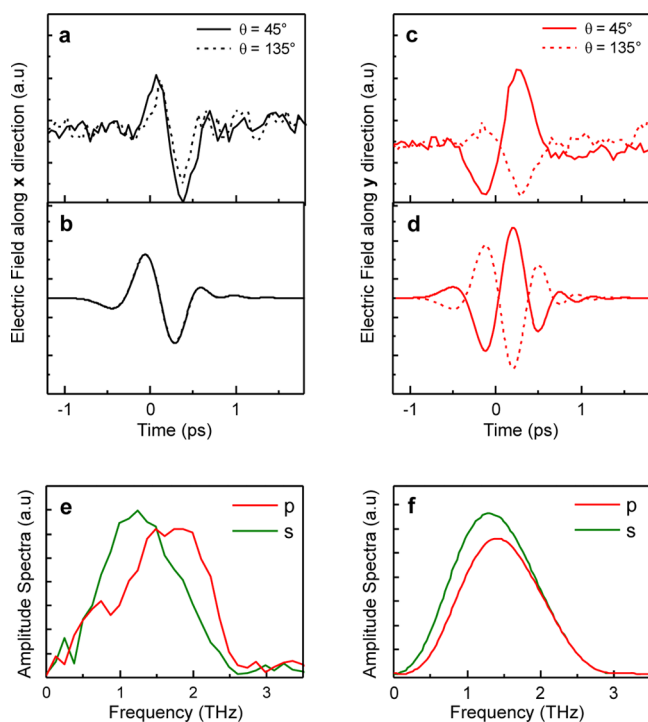 a
θ = 45°
θ = 135°
c
θ = 45°
θ = 135°
Electric Field along x direction (a.u)
Electric Field along y direction (a.u)
b
d
-1 0 1
Time (ps)
-1 0 1
Time (ps)
e
p
s
f
p
s
Amplitude Spectra (a.u)
Amplitude Spectra (a.u)
0 1 2 3
Frequency (THz)
0 1 2 3
Frequency (THz)